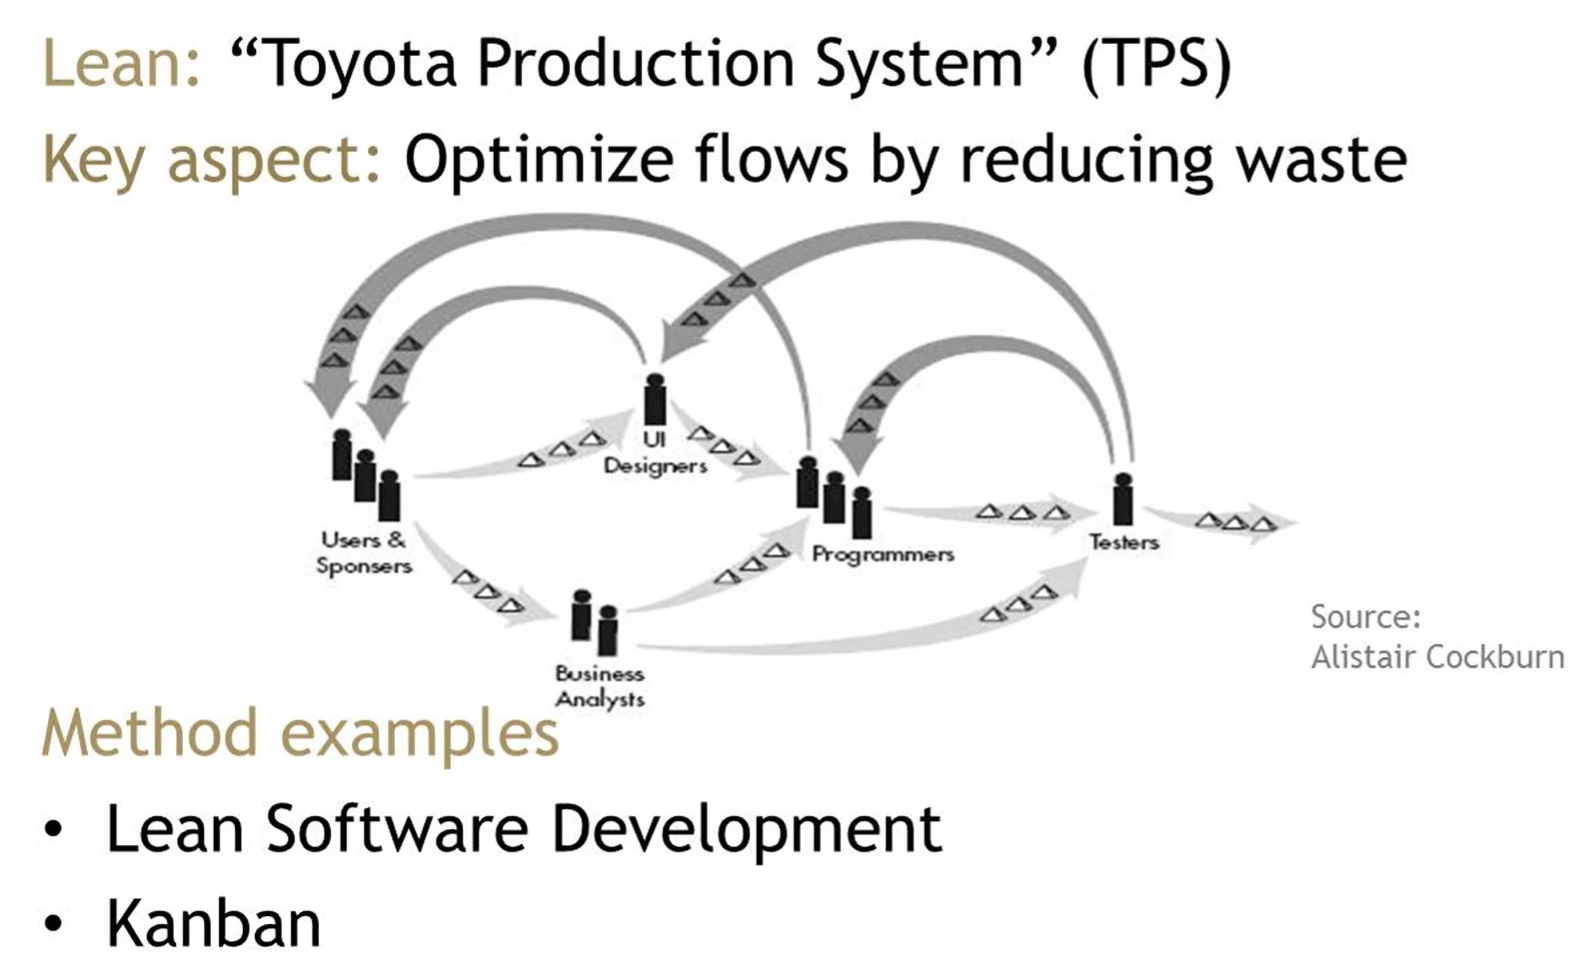 Lean: “Toyota Production System” (TPS)
Key aspect: Optimize flows by reducing waste
UI
Designers
Users &
Sponsers
Programmers
Testers
Business
Analysts
Source:
Alistair Cockburn
Method examples
• Lean Software Development
• Kanban